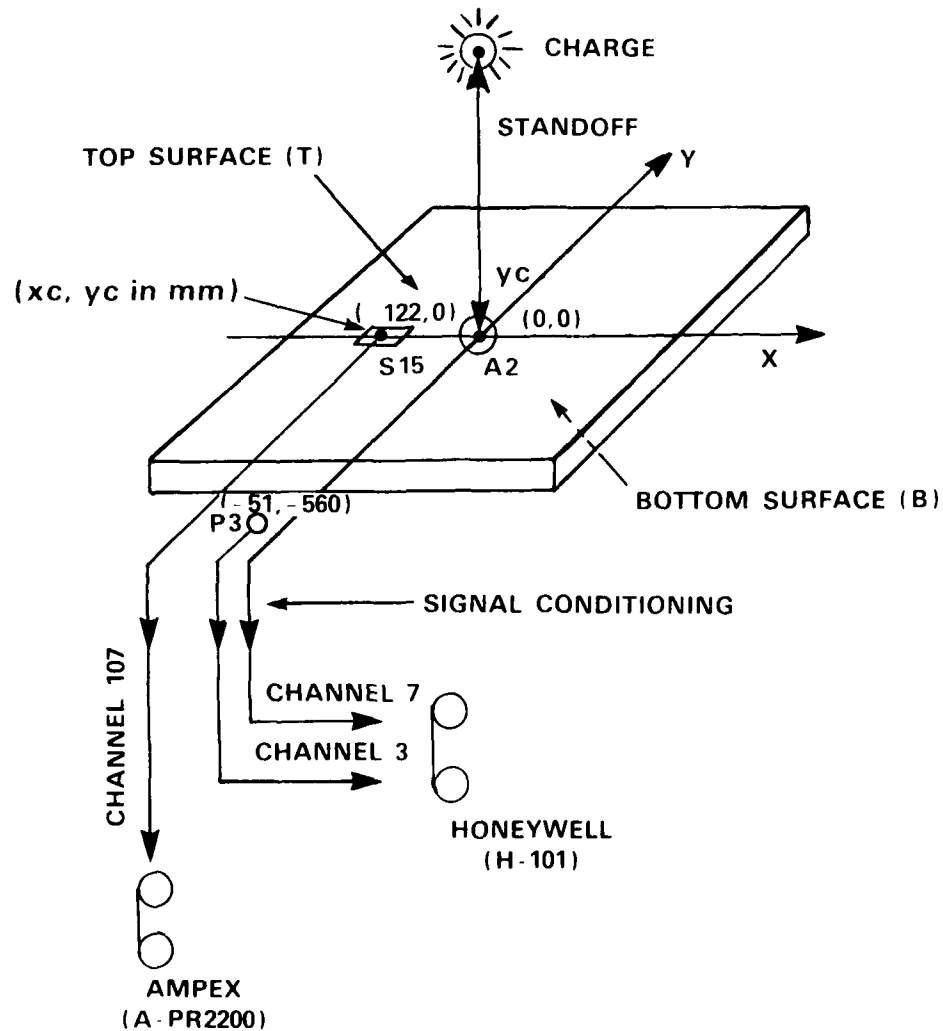 CHARGE
STANDOFF
TOP SURFACE (T)
Y
yc
(xc, yc in mm)
( 122,0)
(0,0)
S15
A2
X
BOTTOM SURFACE (B)
(-51,-560)
P3
SIGNAL CONDITIONING
CHANNEL 107
CHANNEL 7
CHANNEL 3
HONEYWELL
(H-101)
AMPEX
(A-PR2200)